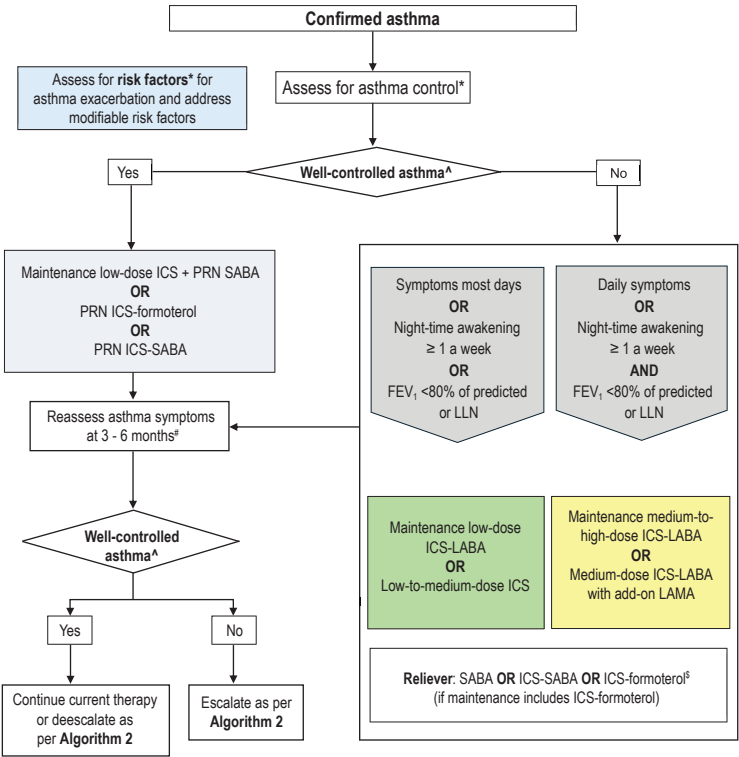 Confirmed asthma
Assess for risk factors* for
asthma exacerbation and address
modifiable risk factors
Assess for asthma control*
Well-controlled asthma^
Yes
No
Maintenance low-dose ICS + PRN SABA
OR
PRN ICS-formoterol
OR
PRN ICS-SABA
Symptoms most days
OR
Night-time awakening
≥ 1 a week
OR
FEV₁ <80% of predicted
or LLN
Daily symptoms
OR
Night-time awakening
≥ 1 a week
AND
FEV₁ <80% of predicted
or LLN
Reassess asthma symptoms
at 3 - 6 months#
Maintenance low-dose
ICS-LABA
OR
Low-to-medium-dose ICS
Maintenance medium-to-
high-dose ICS-LABA
OR
Medium-dose ICS-LABA
with add-on LAMA
Well-controlled
asthma^
Yes
No
Continue current therapy
or deescalate as
per Algorithm 2
Escalate as per
Algorithm 2
Reliever: SABA OR ICS-SABA OR ICS-formoterol$
(if maintenance includes ICS-formoterol)